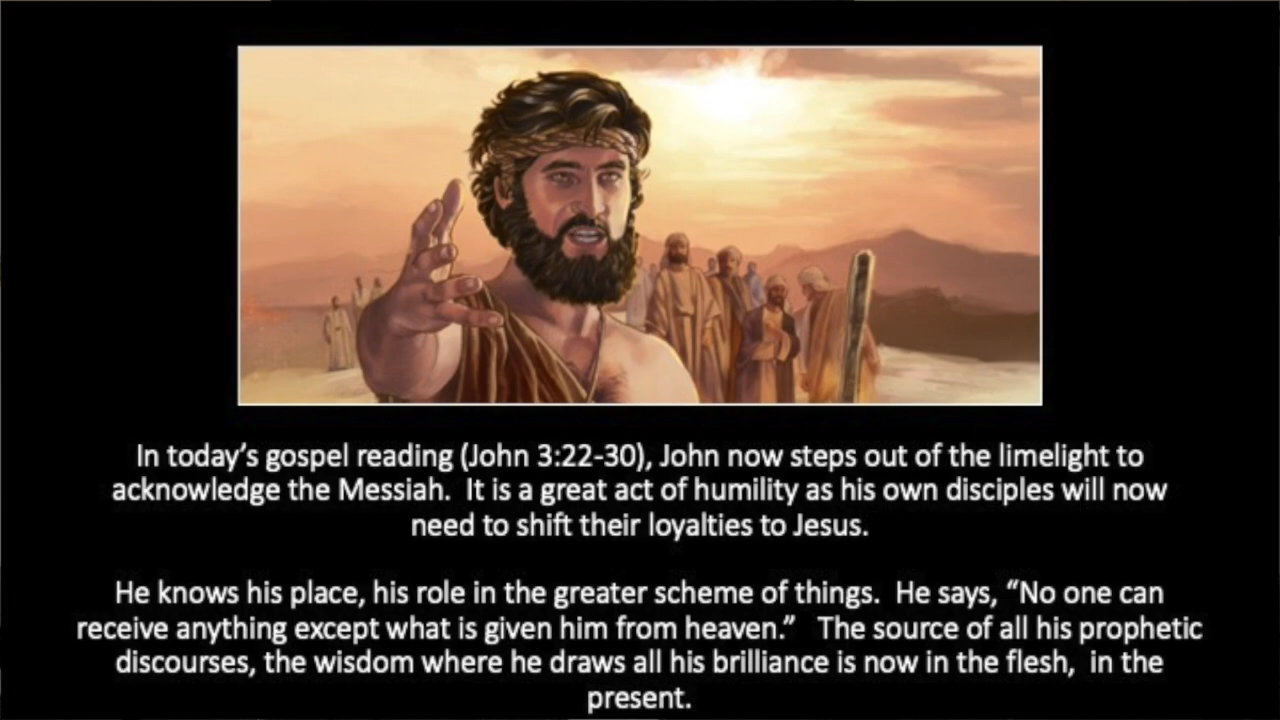 In today’s gospel reading (John 3:22-30), John now steps out of the limelight to
acknowledge the Messiah.  It is a great act of humility as his own disciples will now
need to shift their loyalties to Jesus.
He knows his place, his role in the greater scheme of things.  He says, “No one can
receive anything except what is given him from heaven.”   The source of all his prophetic
discourses, the wisdom where he draws all his brilliance is now in the flesh,  in the
present.